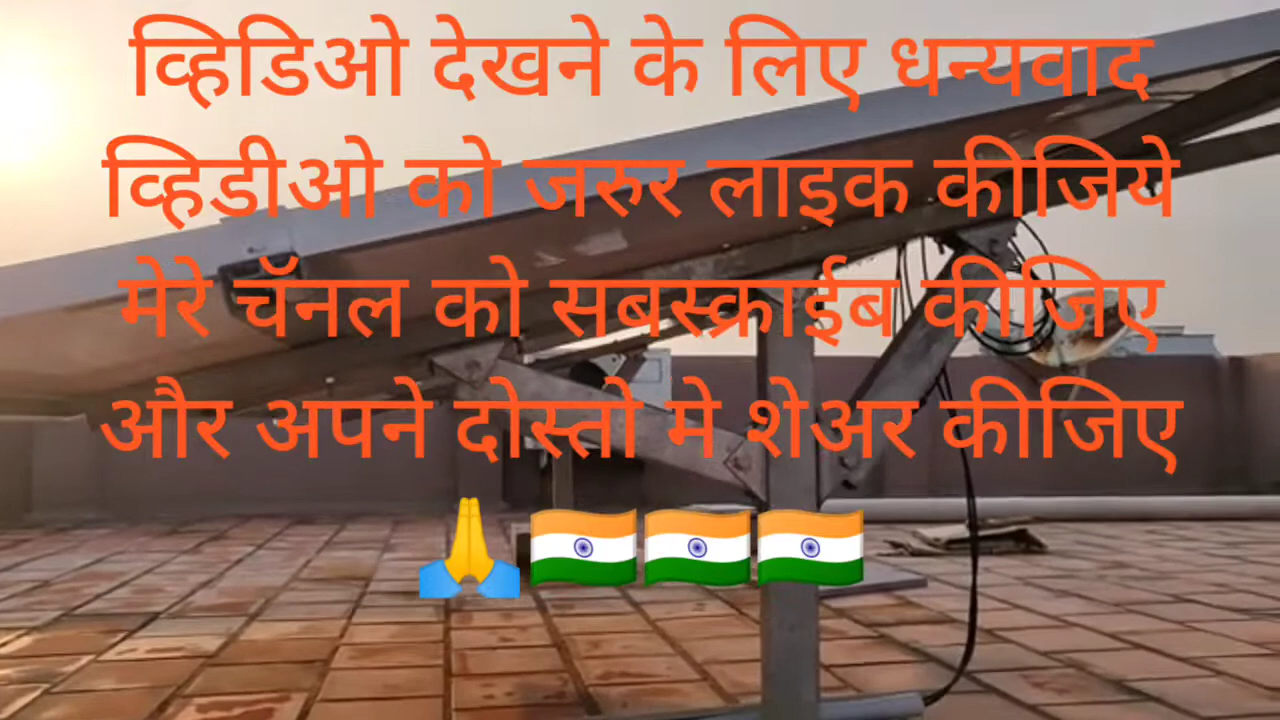 व्हिडिओ देखने के लिए धन्यवाद
व्हिडीओ को जरुर लाइक कीजिये
मेरे चॅनल को सबस्क्राईब कीजिए
और अपने दोस्तो मे शेअर कीजिए
🙏🇮🇳🇮🇳🇮🇳